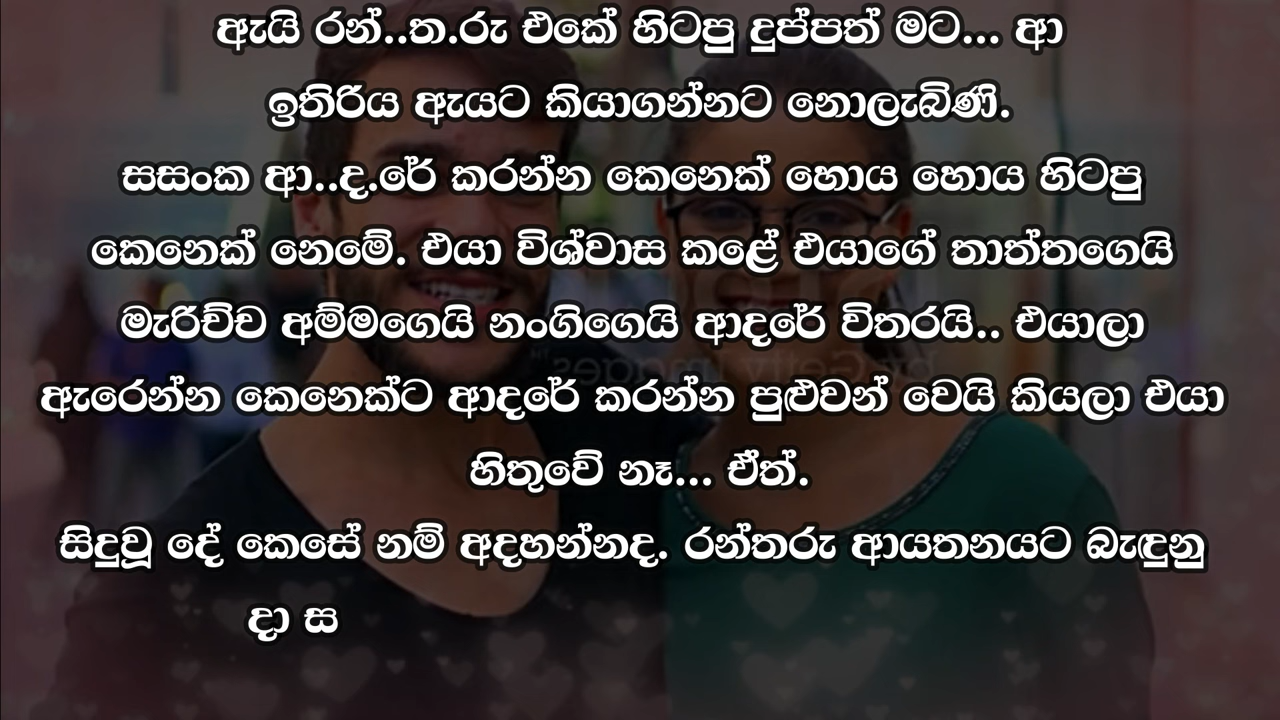 ඇයි රන්..ත.රු එකේ හිටපු දුප්පත් මට... ආ
ඉතිරිය ඇයට කියාගන්නට නොලැබිණි.
සසංක ආ..ද.රේ කරන්න කෙනෙක් හොය හොය හිටපු
කෙනෙක් නෙමේ. එයා විශ්වාස කළේ එයාගේ තාත්තගෙයි
මැරිච්ච අම්මගෙයි නංගිගෙයි ආදරේ විතරයි.. එයාලා
ඇරෙන්න කෙනෙක්ට ආදරේ කරන්න පුළුවන් වෙයි කියලා එයා
හිතුවේ නෑ... ඒත්.
සිදුවූ දේ කෙසේ නම් අදහන්නද. රන්තරු ආයතනයට බැඳුනු
දා ස